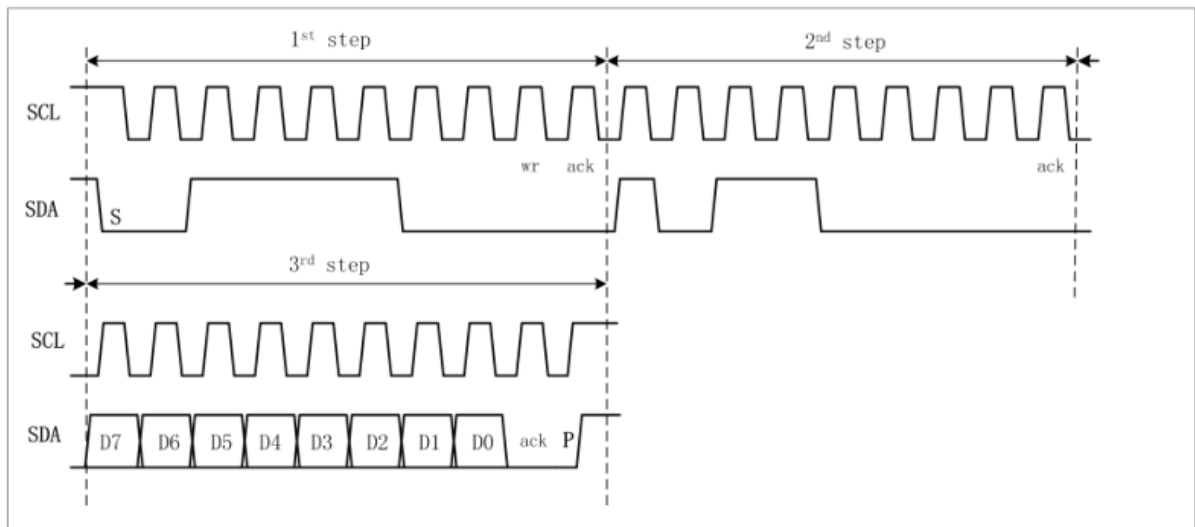 1st step 2nd step
SCL
wr ack ack
SDA S
3rd step
SCL
SDA D7 D6 D5 D4 D3 D2 D1 D0 ack P